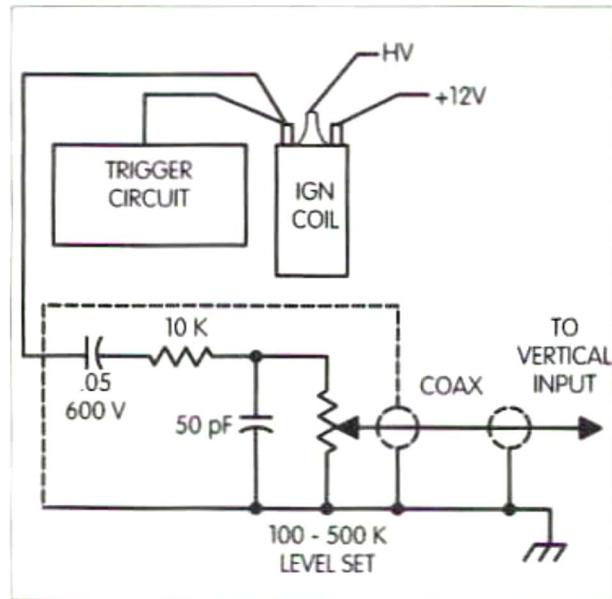 HV
+12V
TRIGGER
CIRCUIT
IGN
COIL
10 K
.05
600 V
50 pF
COAX
TO
VERTICAL
INPUT
100 - 500 K
LEVEL SET